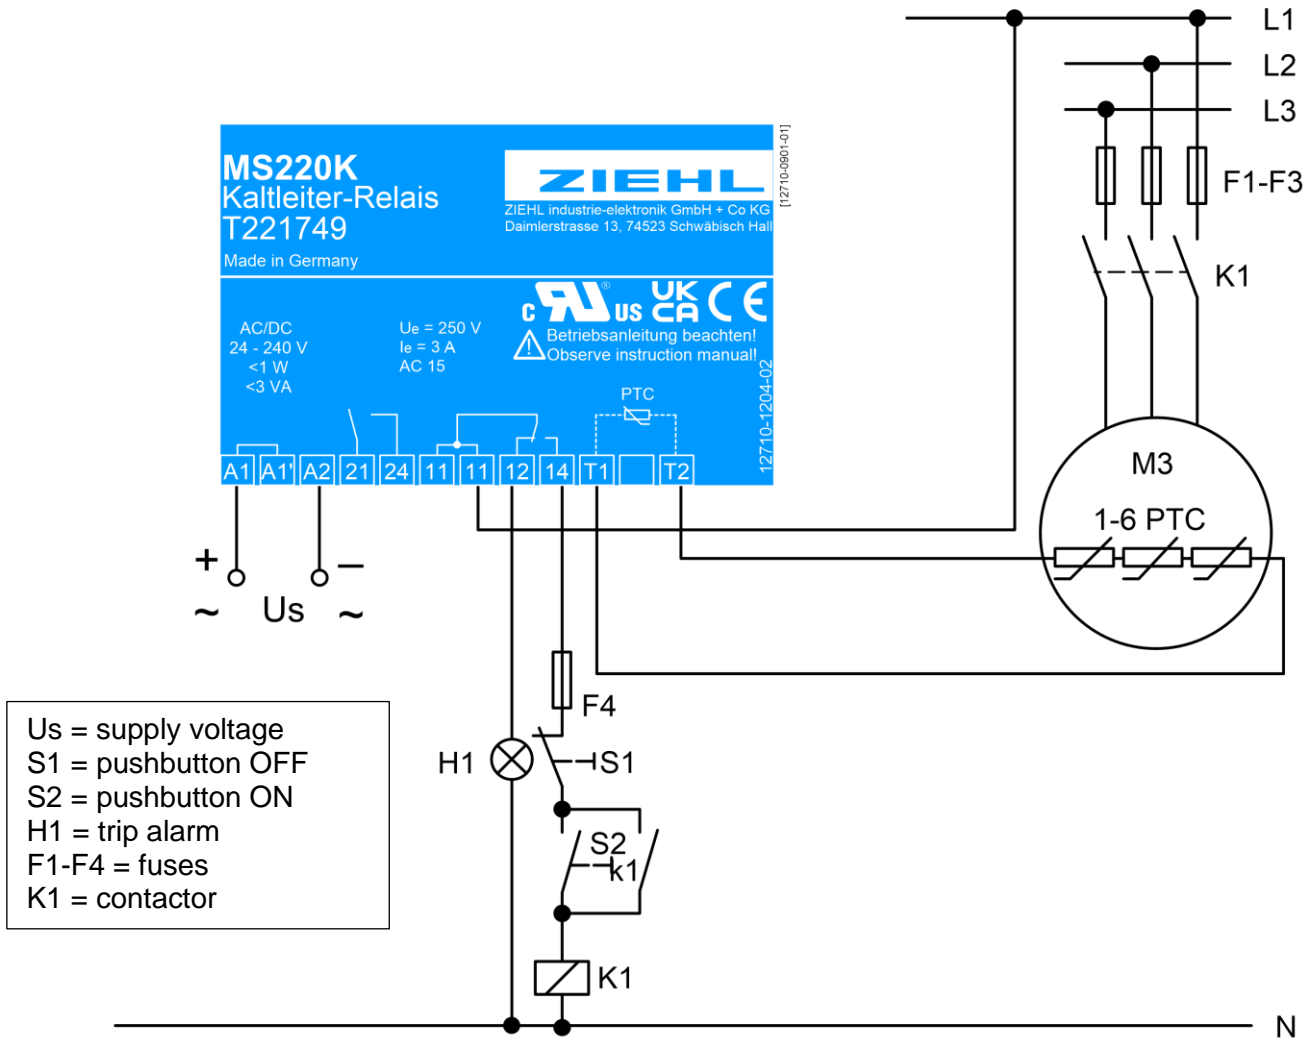 L1
L2
L3
F1-F3
K1
[12710-0901-01]
MS220K
Kaltleiter-Relais
T221749
Made in Germany
ZIEHL
ZIEHL industrie-elektronik GmbH + Co KG
Daimlerstrasse 13, 74523 Schwäbisch Hall
AC/DC
24 - 240 V
<1 W
<3 VA
Ue = 250 V
Ie = 3 A
AC 15
c RU US ® UK CA CE
Betriebsanleitung beachten!
Observe instruction manual!
12710-1204-02
PTC
A1 A1' A2 21 24 11 11 12 14 T1 T2
M3
1-6 PTC
+ –
~ Us ~
F4
H1
S1
S2
k1
K1
N
Us = supply voltage
S1 = pushbutton OFF
S2 = pushbutton ON
H1 = trip alarm
F1-F4 = fuses
K1 = contactor